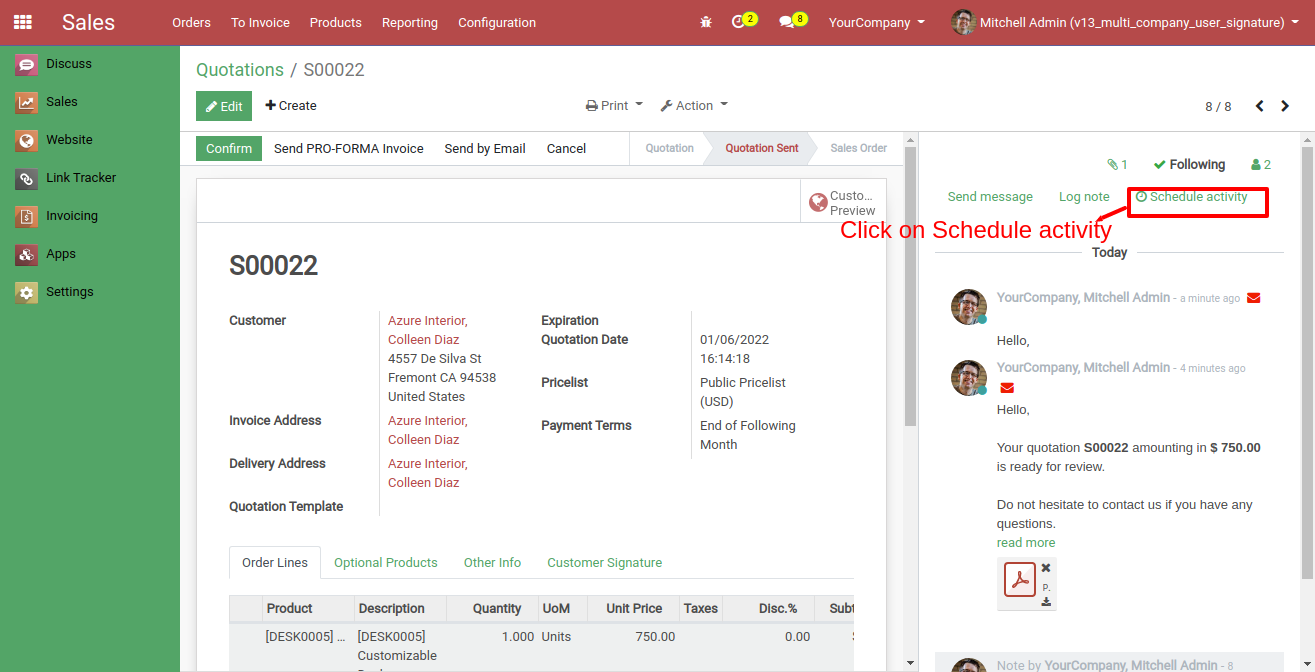 Sales
Orders To Invoice Products Reporting Configuration
2 8 YourCompany Mitchell Admin (v13_multi_company_user_signature)
Discuss
Sales
Website
Link Tracker
Invoicing
Apps
Settings
Quotations / S00022
Edit Create
Print Action
8 / 8
Confirm Send PRO-FORMA Invoice Send by Email Cancel
Quotation Quotation Sent Sales Order
Custo...
Preview
S00022
Customer
Azure Interior,
Colleen Diaz
4557 De Silva St
Fremont CA 94538
United States
Invoice Address
Azure Interior,
Colleen Diaz
Delivery Address
Azure Interior,
Colleen Diaz
Quotation Template
Expiration
Quotation Date
01/06/2022
16:14:18
Pricelist
Public Pricelist
(USD)
Payment Terms
End of Following
Month
Order Lines Optional Products Other Info Customer Signature
Product Description Quantity UoM Unit Price Taxes Disc.% Subt
[DESK0005] ... [DESK0005] 1.000 Units 750.00 0.00
Customizable
1 Following 2
Send message Log note Schedule activity
Click on Schedule activity
Today
YourCompany, Mitchell Admin - a minute ago
Hello,
YourCompany, Mitchell Admin - 4 minutes ago
Hello,
Your quotation S00022 amounting in $ 750.00
is ready for review.
Do not hesitate to contact us if you have any
questions.
read more
P.
Note by YourCompany, Mitchell Admin - 8